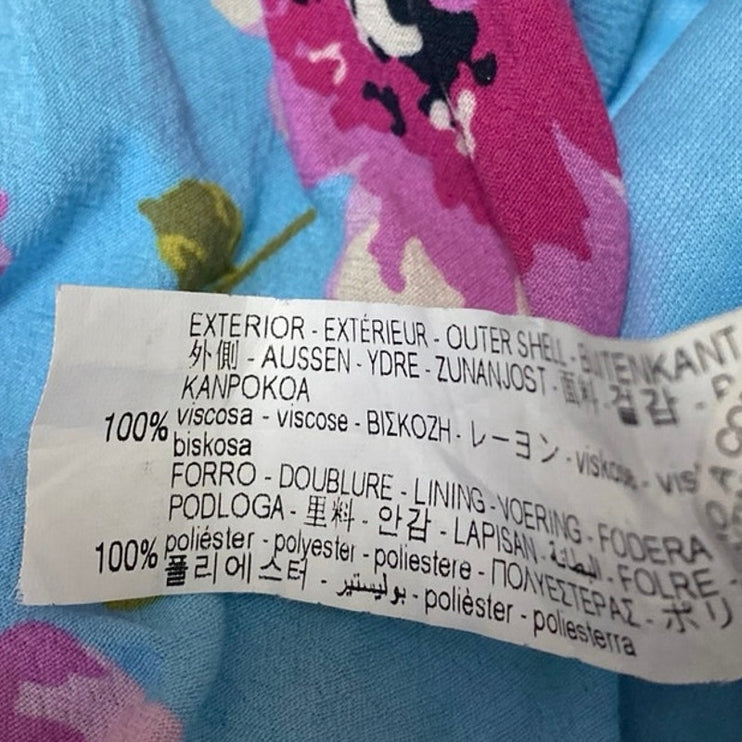 EXTERIOR - EXTÉRIEUR - OUTER SHELL - BUITENKANT
外側 - AUSSEN - YDRE - ZUNANJOST - 面料 - 겉감 -
KANPOKOA
100% viscosa - viscose - ΒΙΣΚΟΖΗ - レーヨン - viskose - vis
biskosa
FORRO - DOUBLURE - LINING - VOERING - FODERA
PODLOGA - 里料 - 안감 - LAPISAN - البطانة - FOLRE -
100% poliéster - polyester - poliestere - ΠΟΛΥΕΣΤΕΡΑΣ - ポリ
폴리에스터 - بوليستير - polièster - poliesterra